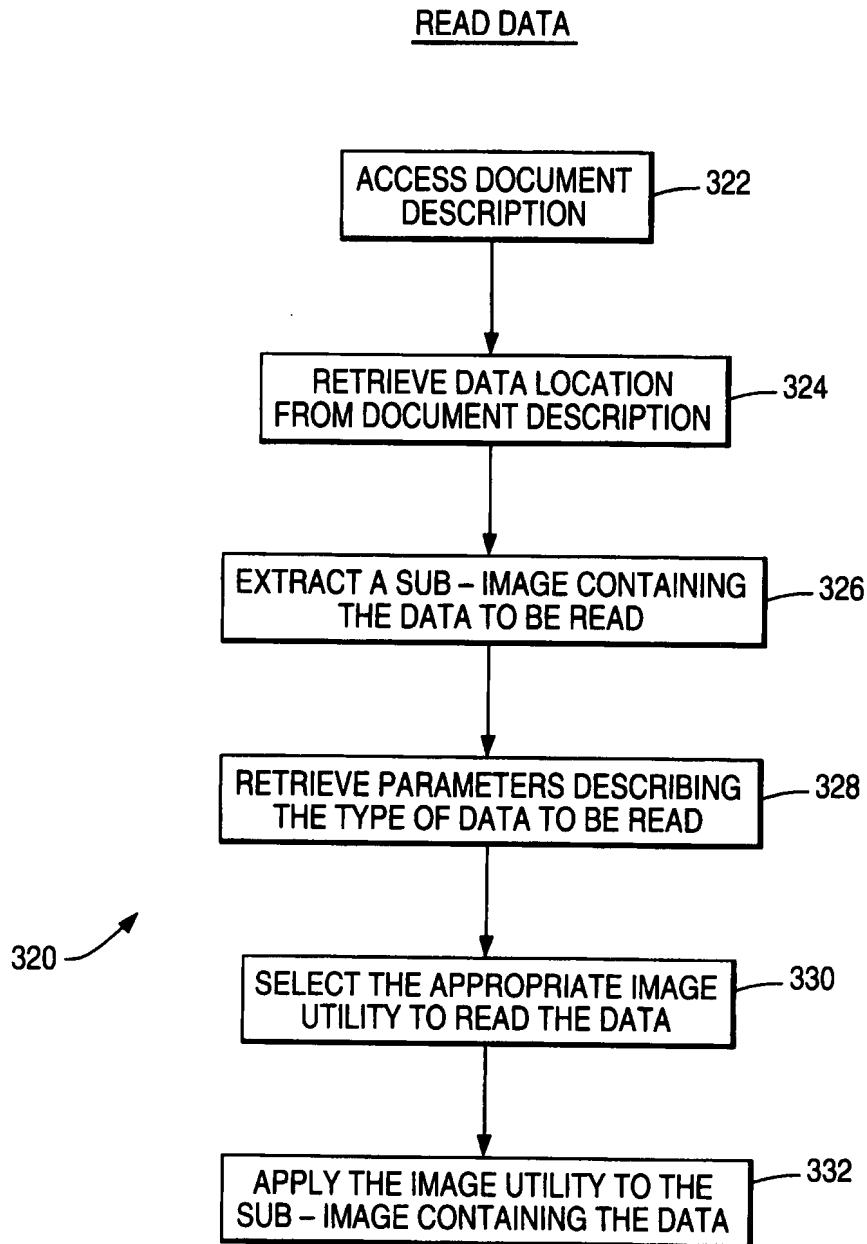 READ DATA
ACCESS DOCUMENT
DESCRIPTION
322
RETRIEVE DATA LOCATION
FROM DOCUMENT DESCRIPTION
324
EXTRACT A SUB – IMAGE CONTAINING
THE DATA TO BE READ
326
RETRIEVE PARAMETERS DESCRIBING
THE TYPE OF DATA TO BE READ
328
320
SELECT THE APPROPRIATE IMAGE
UTILITY TO READ THE DATA
330
APPLY THE IMAGE UTILITY TO THE
SUB – IMAGE CONTAINING THE DATA
332